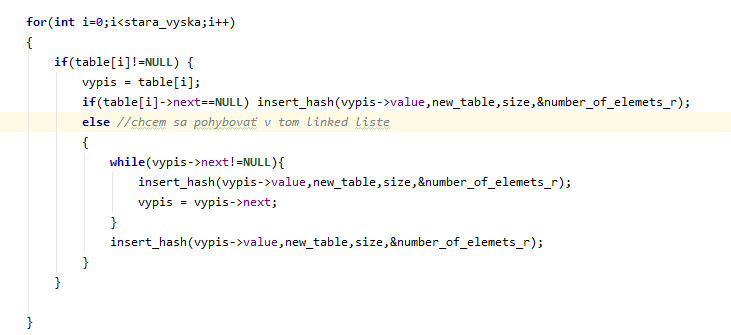 for(int i=0;i<stara_vyska;i++)
{
if(table[i]!=NULL) {
vypis = table[i];
if(table[i]->next==NULL) insert_hash(vypis->value,new_table,size,&number_of_elemets_r);
else //chcem sa pohybovať v tom linked liste
{
while(vypis->next!=NULL){
insert_hash(vypis->value,new_table,size,&number_of_elemets_r);
vypis = vypis->next;
}
insert_hash(vypis->value,new_table,size,&number_of_elemets_r);
}
}
}